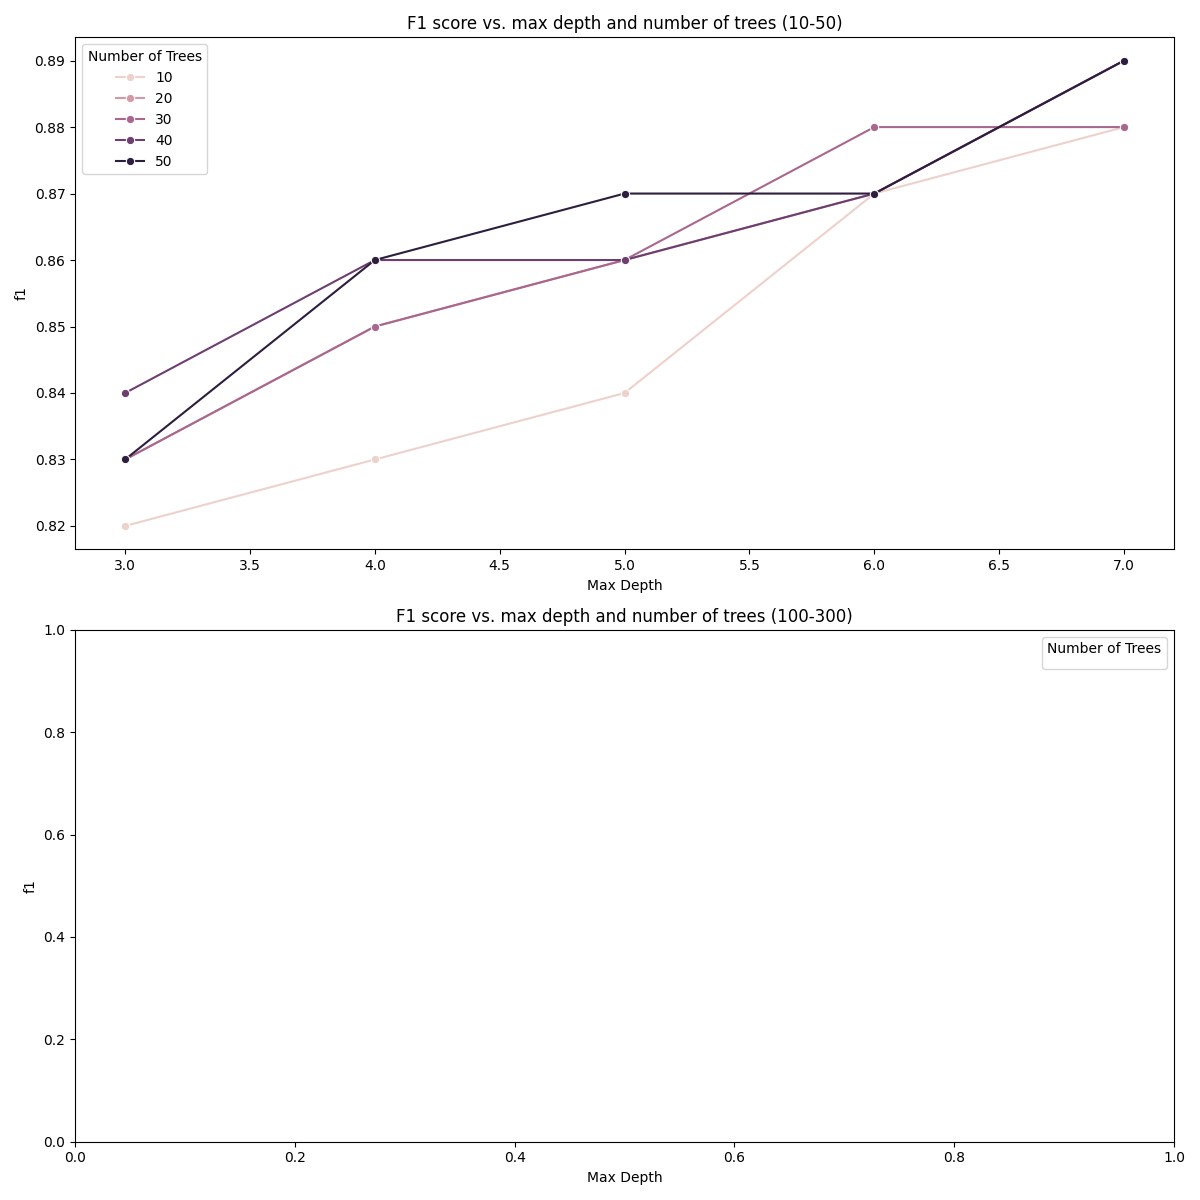 F1 score vs. max depth and number of trees (10-50)
Number of Trees
10
20
30
40
50
0.89
0.88
0.87
0.86
0.85
0.84
0.83
0.82
f1
3.0 3.5 4.0 4.5 5.0 5.5 6.0 6.5 7.0
Max Depth
F1 score vs. max depth and number of trees (100-300)
Number of Trees
1.0
0.8
0.6
0.4
0.2
0.0
f1
0.0 0.2 0.4 0.6 0.8 1.0
Max Depth